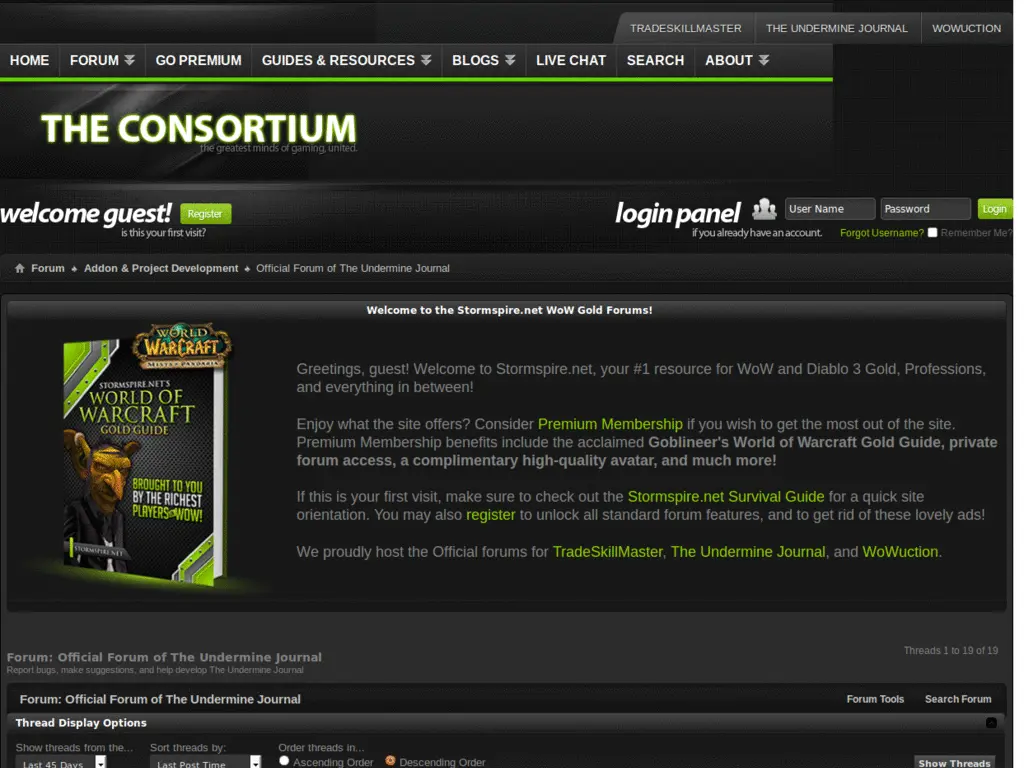 TRADESKILLMASTER THE UNDERMINE JOURNAL WOWUCTION
HOME FORUM GO PREMIUM GUIDES & RESOURCES BLOGS LIVE CHAT SEARCH ABOUT
THE CONSORTIUM
the greatest minds of gaming, united.
welcome guest! Register
is this your first visit?
login panel User Name Password Login
if you already have an account. Forgot Username? Remember Me?
Forum Addon & Project Development Official Forum of The Undermine Journal
Welcome to the Stormspire.net WoW Gold Forums!
WORLD
WARCRAFT
MISTS OF PANDARIA
STORMSPIRE.NET'S
WORLD OF
WARCRAFT
GOLD GUIDE
BROUGHT TO YOU
BY THE RICHEST
PLAYERS IN WOW!
STORMSPIRE.NET
Greetings, guest! Welcome to Stormspire.net, your #1 resource for WoW and Diablo 3 Gold, Professions,
and everything in between!
Enjoy what the site offers? Consider Premium Membership if you wish to get the most out of the site.
Premium Membership benefits include the acclaimed Goblineer's World of Warcraft Gold Guide, private
forum access, a complimentary high-quality avatar, and much more!
If this is your first visit, make sure to check out the Stormspire.net Survival Guide for a quick site
orientation. You may also register to unlock all standard forum features, and to get rid of these lovely ads!
We proudly host the Official forums for TradeSkillMaster, The Undermine Journal, and WoWuction.
Threads 1 to 19 of 19
Forum: Official Forum of The Undermine Journal
Report bugs, make suggestions, and help develop The Undermine Journal
Forum: Official Forum of The Undermine Journal Forum Tools Search Forum
Thread Display Options
Show threads from the... Sort threads by: Order threads in...
Last 45 Days Last Post Time Ascending Order Descending Order Show Threads